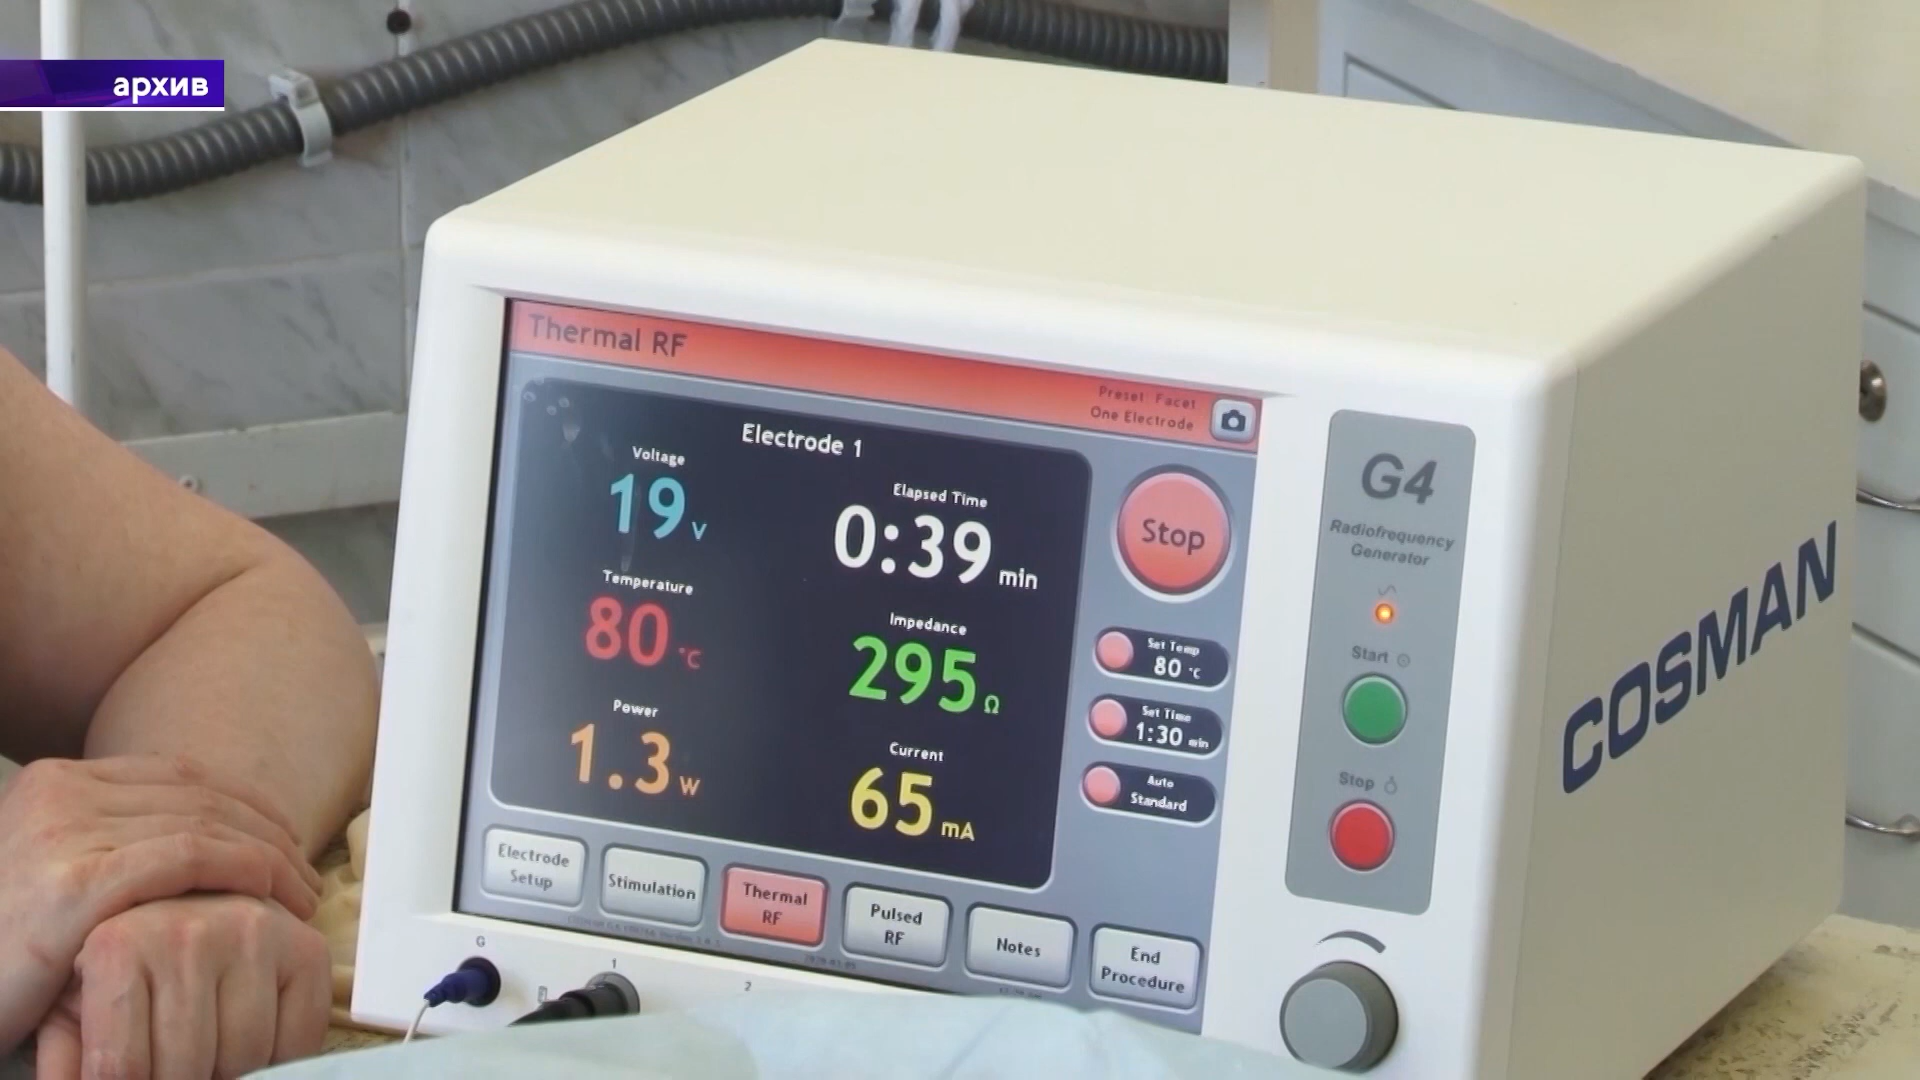 архив
Thermal RF
Preset Facet
One Electrode
Electrode 1
Voltage
19 V
Elapsed Time
0:39 min
Temperature
80 °C
Impedance
295 Ω
Power
1.3 W
Current
65 mA
Stop
Set Temp
80 °C
Set Time
1:30 min
Auto
Standard
Electrode
Setup
Stimulation
Thermal
RF
Pulsed
RF
Notes
End
Procedure
G
1
2
G4
Radiofrequency
Generator
Start
Stop
COSMAN